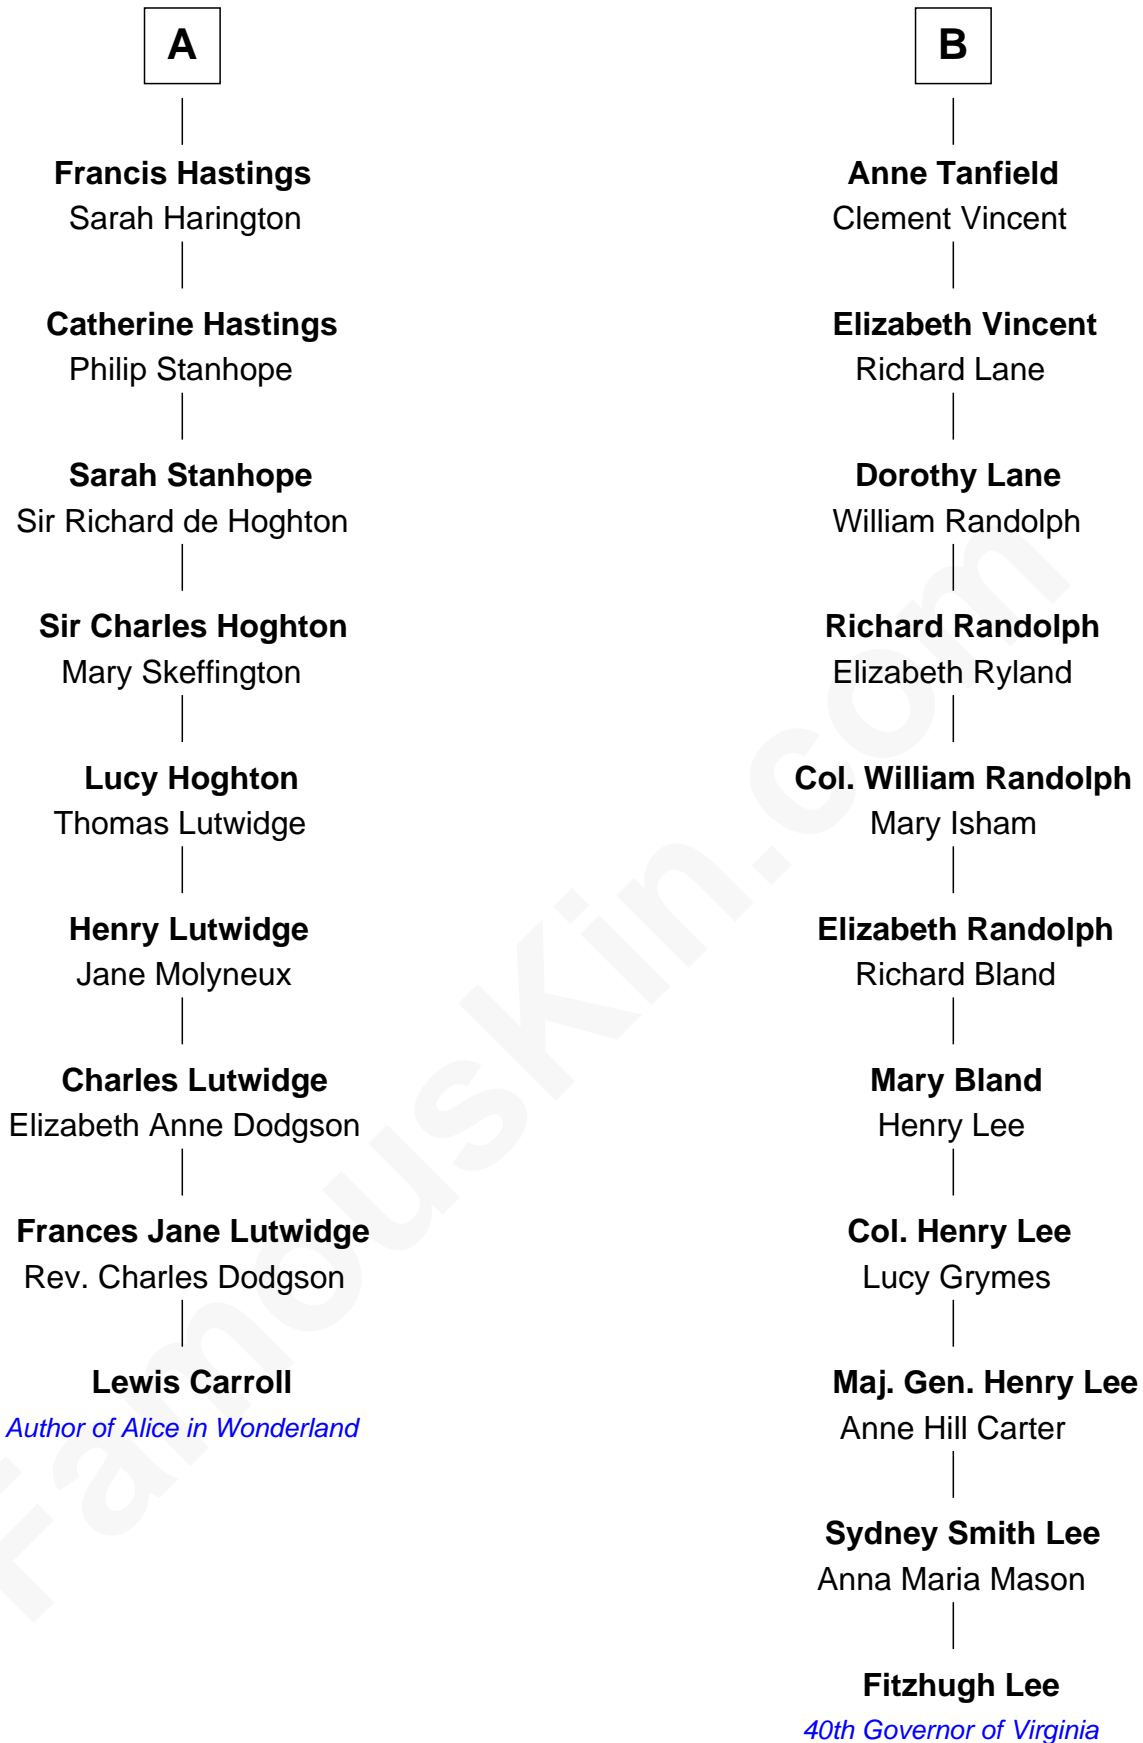 A
Francis Hastings
Sarah Harington
Catherine Hastings
Philip Stanhope
Sarah Stanhope
Sir Richard de Hoghton
Sir Charles Hoghton
Mary Skeffington
Lucy Hoghton
Thomas Lutwidge
Henry Lutwidge
Jane Molyneux
Charles Lutwidge
Elizabeth Anne Dodgson
Frances Jane Lutwidge
Rev. Charles Dodgson
Lewis Carroll
Author of Alice in Wonderland
B
Anne Tanfield
Clement Vincent
Elizabeth Vincent
Richard Lane
Dorothy Lane
William Randolph
Richard Randolph
Elizabeth Ryland
Col. William Randolph
Mary Isham
Elizabeth Randolph
Richard Bland
Mary Bland
Henry Lee
Col. Henry Lee
Lucy Grymes
Maj. Gen. Henry Lee
Anne Hill Carter
Sydney Smith Lee
Anna Maria Mason
Fitzhugh Lee
40th Governor of Virginia
FamousKin.com